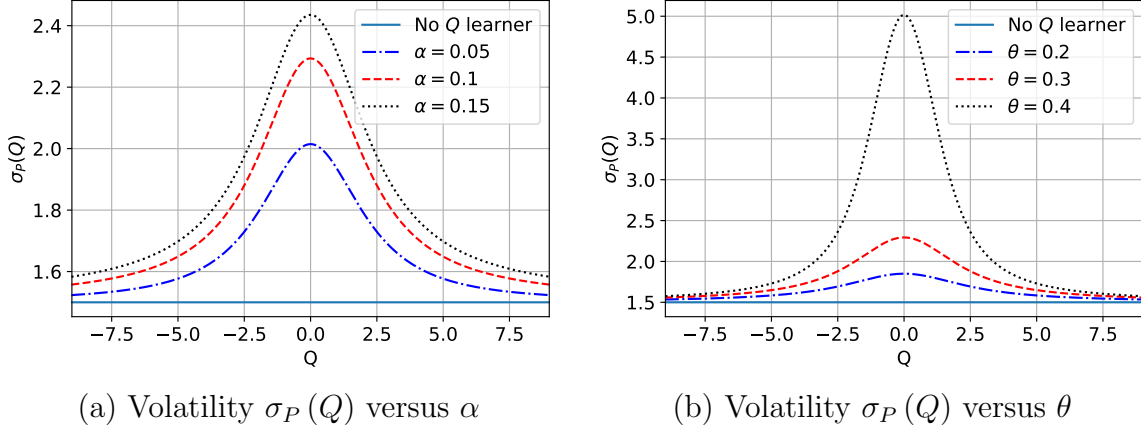 2.4
2.2
2.0
1.8
1.6
σP(Q)
−7.5 −5.0 −2.5 0.0 2.5 5.0 7.5
Q
No Q learner
α = 0.05
α = 0.1
α = 0.15
(a) Volatility σP (Q) versus α
5.0
4.5
4.0
3.5
3.0
2.5
2.0
1.5
σP(Q)
−7.5 −5.0 −2.5 0.0 2.5 5.0 7.5
Q
No Q learner
θ = 0.2
θ = 0.3
θ = 0.4
(b) Volatility σP (Q) versus θ